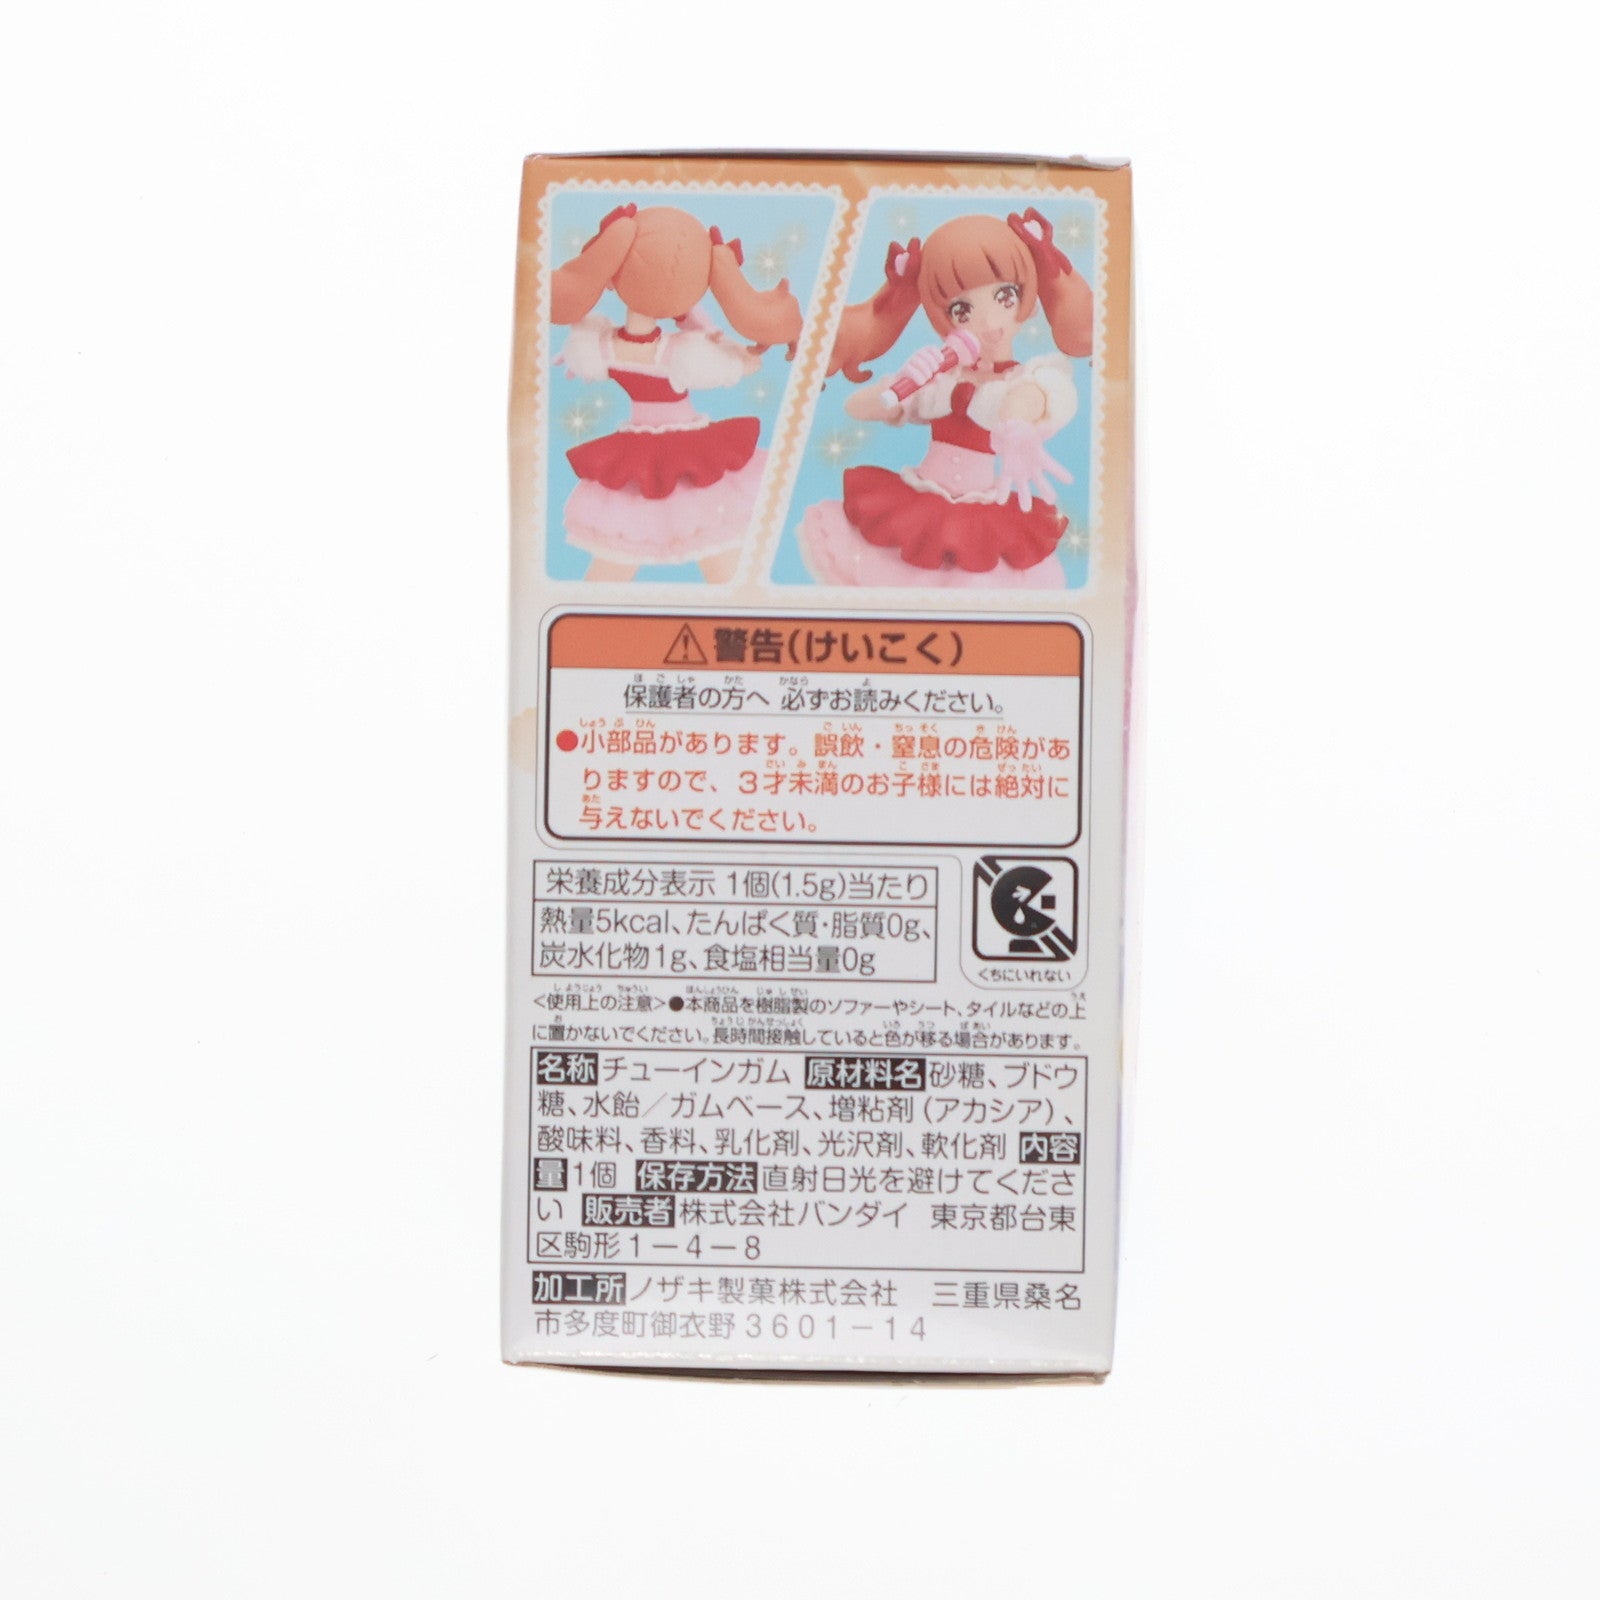 警告(けいこく)
保護者の方へ 必ずお読みください。
●小部品があります。誤飲・窒息の危険があ
りますので、3才未満のお子様には絶対に
与えないでください。
栄養成分表示 1個(1.5g)当たり
熱量5kcal、たんぱく質・脂質0g、
炭水化物1g、食塩相当量0g
くちにいれない
<使用上の注意>●本商品を樹脂製のソファーやシート、タイルなどの上
に置かないでください。長時間接触していると色が移る場合があります。
名称 チューインガム 原材料名 砂糖、ブドウ
糖、水飴/ガムベース、増粘剤(アカシア)、
酸味料、香料、乳化剤、光沢剤、軟化剤 内容
量 1個 保存方法 直射日光を避けてくださ
い 販売者 株式会社バンダイ 東京都台東
区駒形1-4-8
加工所 ノザキ製菓株式会社 三重県桑名
市多度町御衣野3601-14